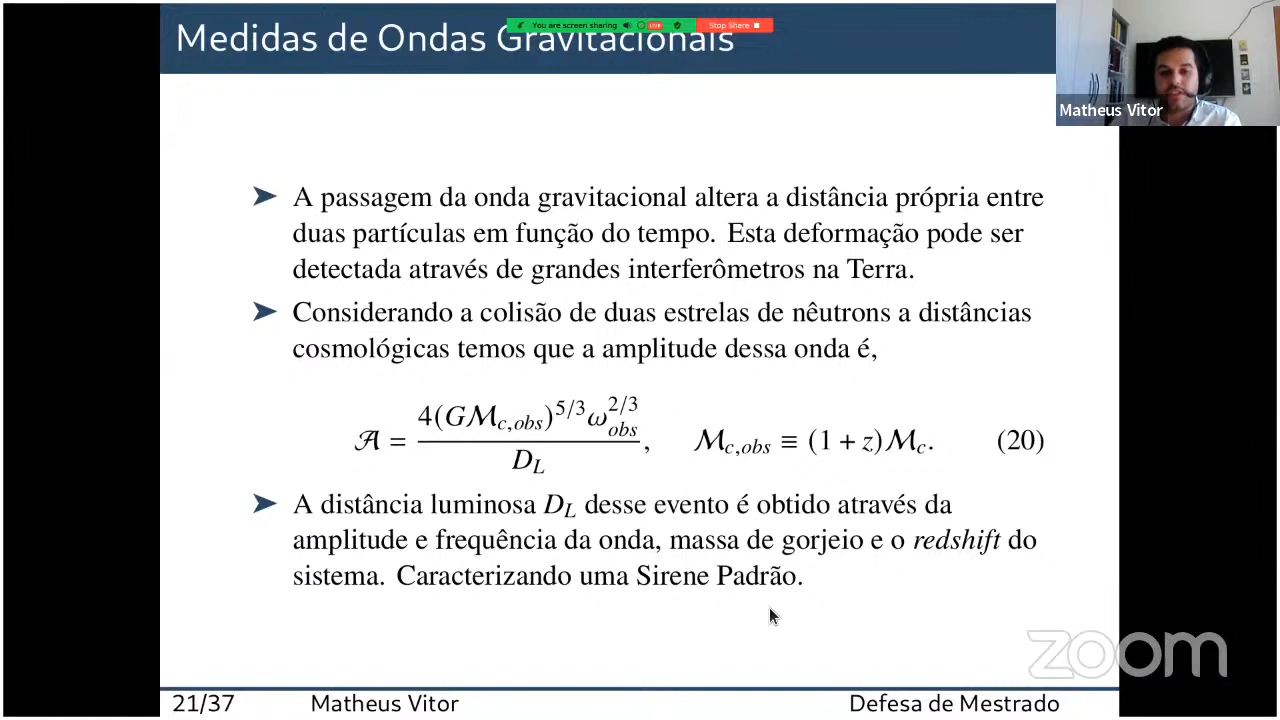 Medidas de Ondas Gravitacionais
You are screen sharing
LIVE
Stop Share
Matheus Vitor
➤ A passagem da onda gravitacional altera a distância própria entre
duas partículas em função do tempo. Esta deformação pode ser
detectada através de grandes interferômetros na Terra.
➤ Considerando a colisão de duas estrelas de nêutrons a distâncias
cosmológicas temos que a amplitude dessa onda é,
𝒜 = 4(Gℳ_{c,obs})^{5/3} ω_{obs}^{2/3} / D_L, ℳ_{c,obs} ≡ (1 + z)ℳ_c. (20)
➤ A distância luminosa D_L desse evento é obtido através da
amplitude e frequência da onda, massa de gorjeio e o redshift do
sistema. Caracterizando uma Sirene Padrão.
zoom
21/37 Matheus Vitor Defesa de Mestrado